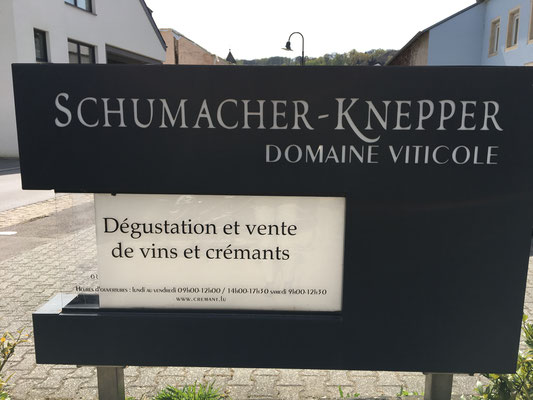 SCHUMACHER-KNEPPER
DOMAINE VITICOLE
Dégustation et vente
de vins et crémants
HEURES D'OUVERTURES : LUNDI AU VENDREDI 09H00-12H00 / 14H00-17H30 SAMEDI 9H00-12H30
WWW.CREMANT.LU